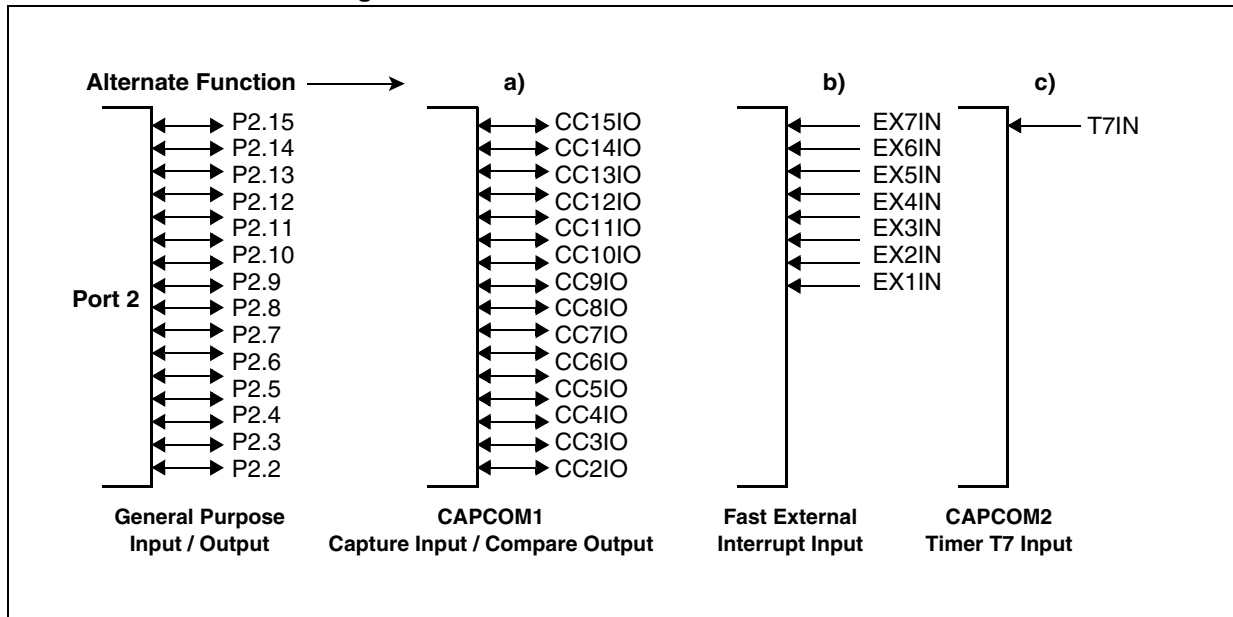 Alternate Function a) b) c)
P2.15 CC15IO EX7IN T7IN
P2.14 CC14IO EX6IN
P2.13 CC13IO EX5IN
P2.12 CC12IO EX4IN
P2.11 CC11IO EX3IN
P2.10 CC10IO EX2IN
P2.9 CC9IO EX1IN
Port 2
P2.8 CC8IO
P2.7 CC7IO
P2.6 CC6IO
P2.5 CC5IO
P2.4 CC4IO
P2.3 CC3IO
P2.2 CC2IO
General Purpose CAPCOM1 Fast External CAPCOM2
Input / Output Capture Input / Compare Output Interrupt Input Timer T7 Input